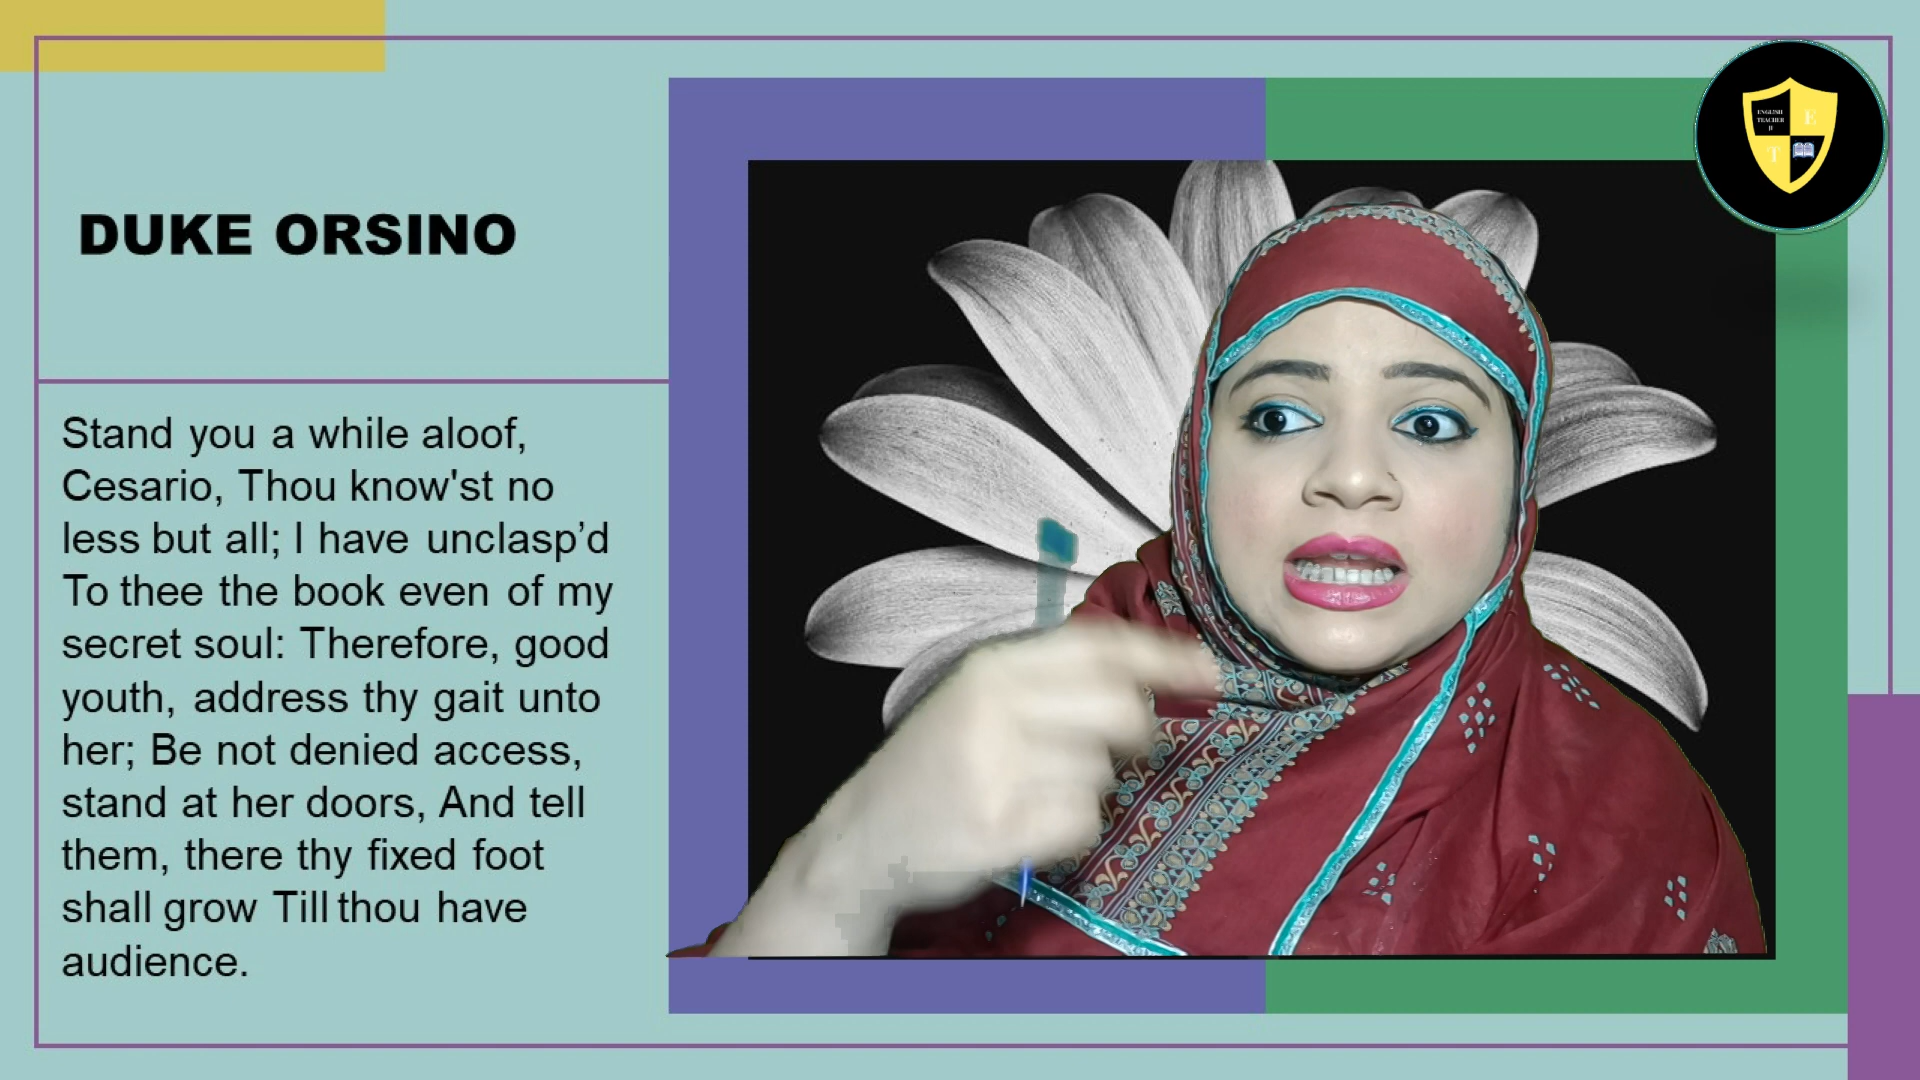 DUKE ORSINO
Stand you a while aloof,
Cesario, Thou know'st no
less but all; I have unclasp’d
To thee the book even of my
secret soul: Therefore, good
youth, address thy gait unto
her; Be not denied access,
stand at her doors, And tell
them, there thy fixed foot
shall grow Till thou have
audience.
ENGLISH
TEACHER
E
T